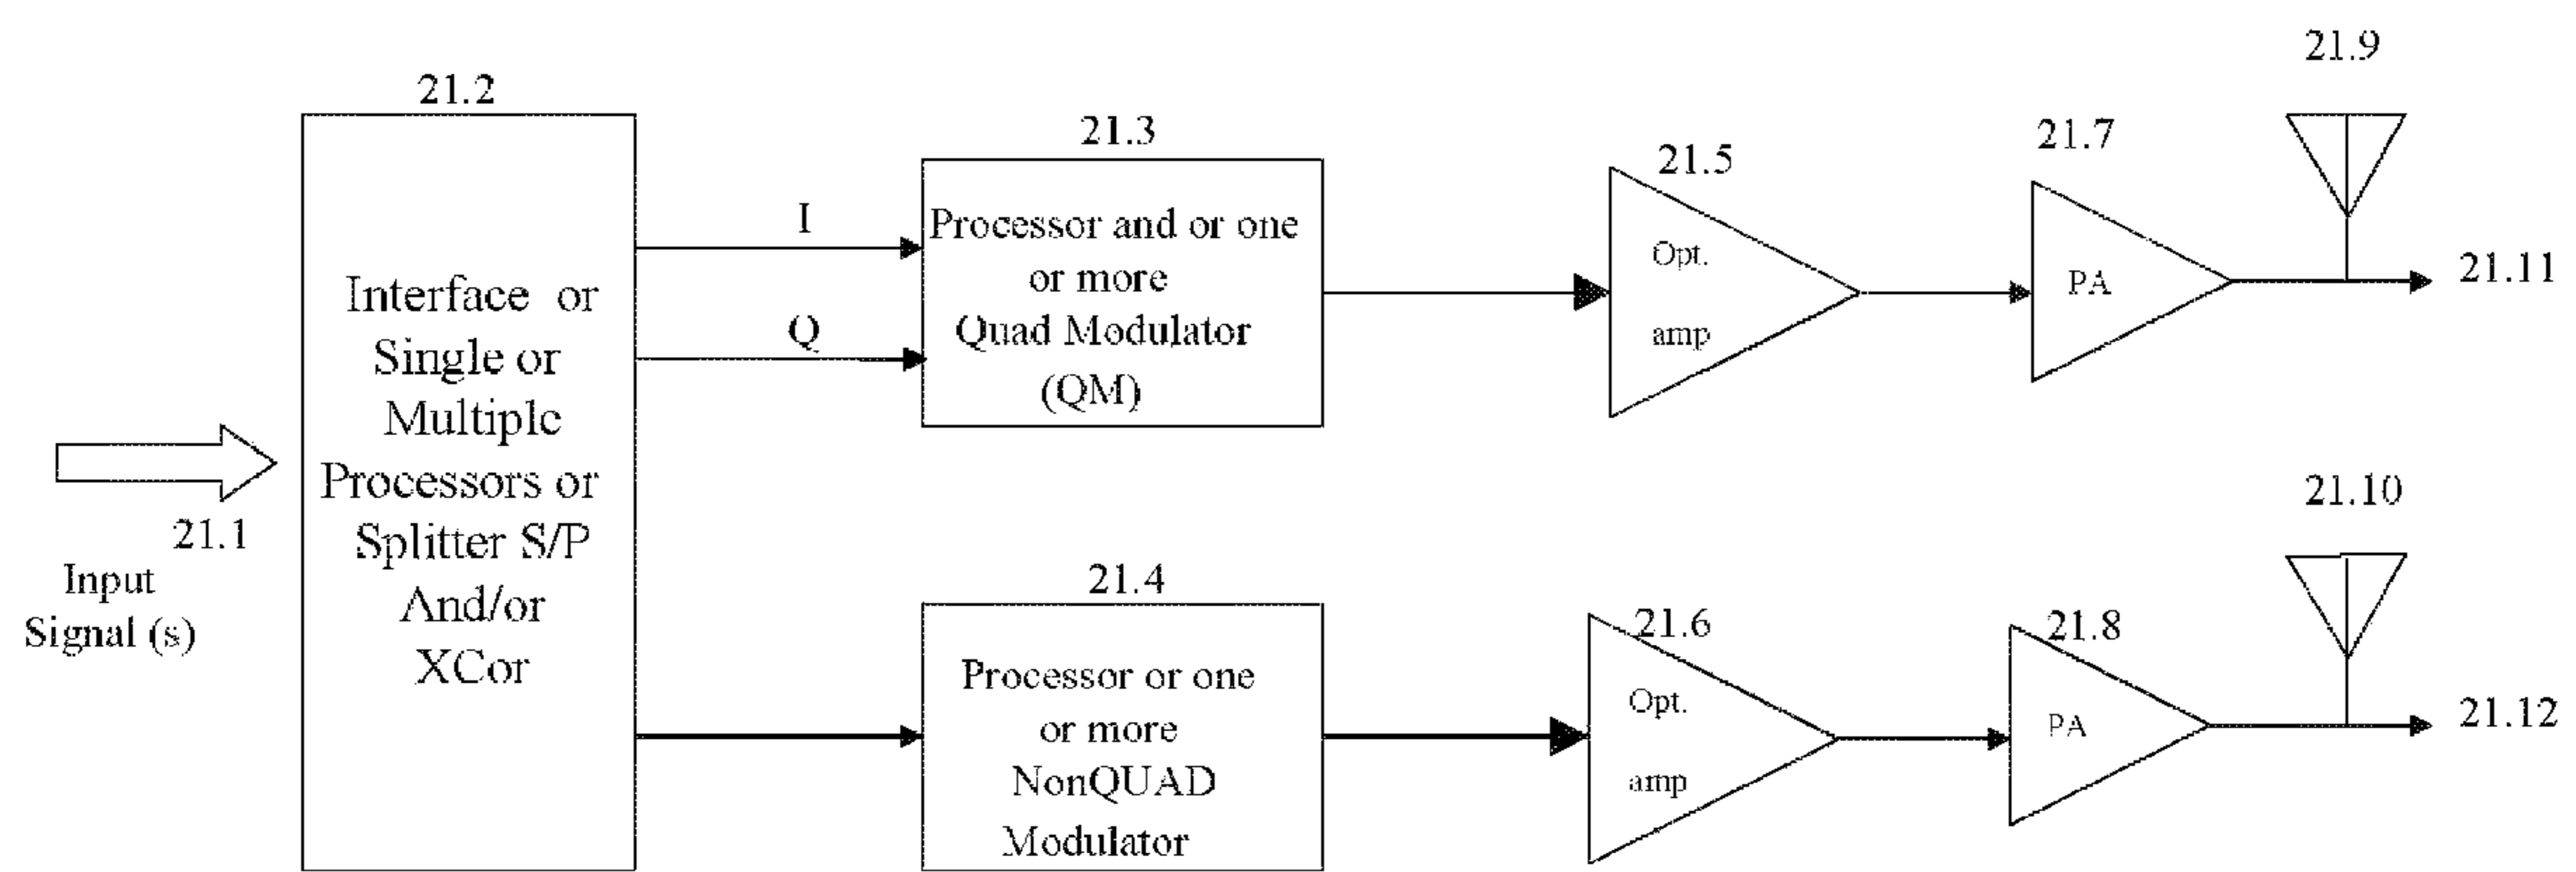 21.1
Input
Signal (s)
21.2
Interface or
Single or
Multiple
Processors or
Splitter S/P
And/or
XCor
I
Q
21.3
Processor and or one
or more
Quad Modulator
(QM)
21.5
Opt.
amp
21.7
PA
21.9
21.11
21.4
Processor or one
or more
NonQUAD
Modulator
21.6
Opt.
amp
21.8
PA
21.10
21.12